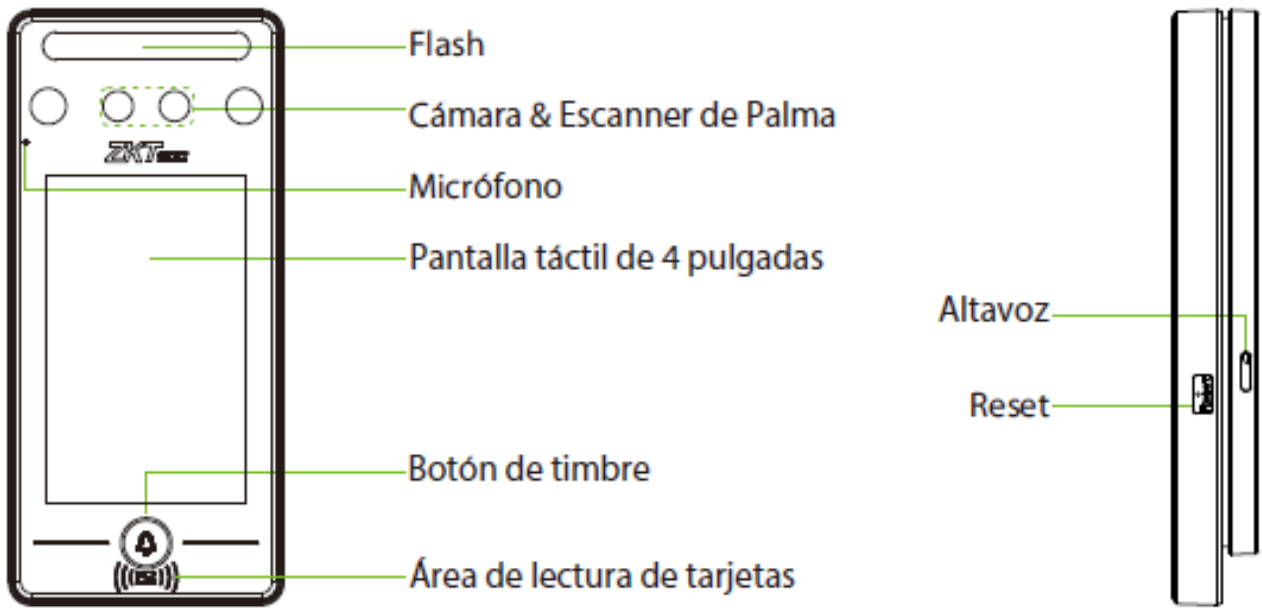 Flash
Cámara & Escanner de Palma
ZKTeco
Micrófono
Pantalla táctil de 4 pulgadas
Altavoz
Reset
Reset
Botón de timbre
Área de lectura de tarjetas